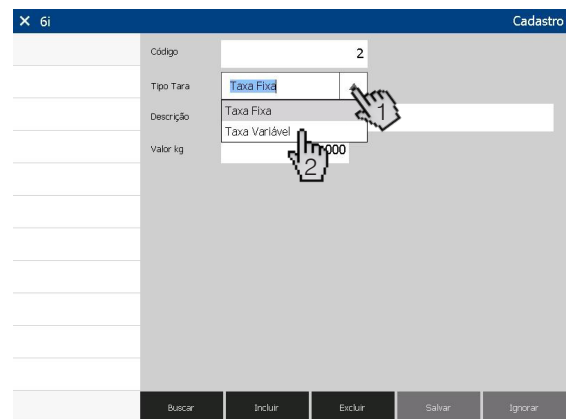 6i Cadastro
Código 2
Tipo Tara Taxa Fixa
1
Descrição Taxa Fixa
Taxa Variável
Valor kg 000
2
Buscar Incluir Excluir Salvar Ignorar